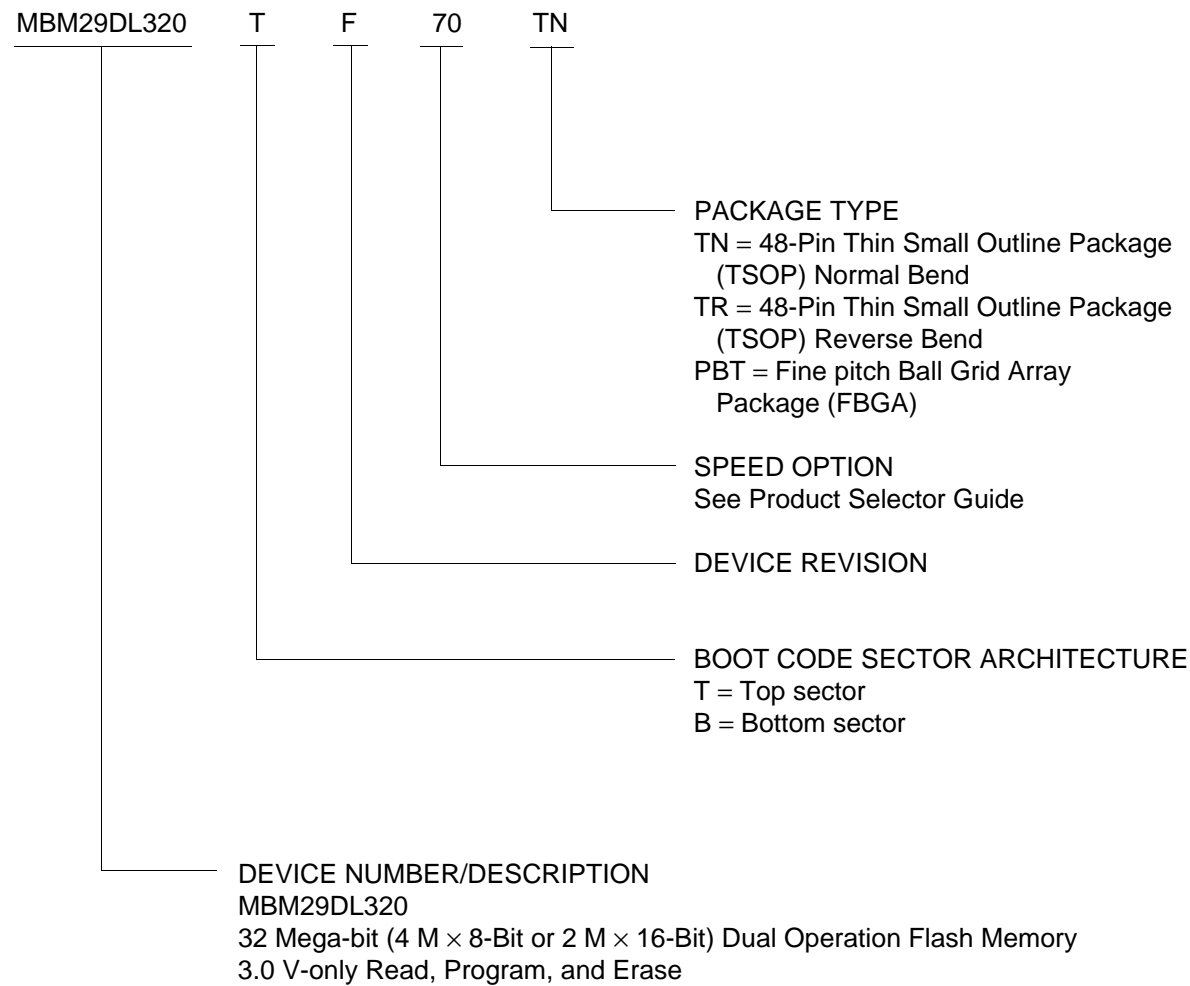 MBM29DL320 T F 70 TN
PACKAGE TYPE
TN = 48-Pin Thin Small Outline Package
(TSOP) Normal Bend
TR = 48-Pin Thin Small Outline Package
(TSOP) Reverse Bend
PBT = Fine pitch Ball Grid Array
Package (FBGA)
SPEED OPTION
See Product Selector Guide
DEVICE REVISION
BOOT CODE SECTOR ARCHITECTURE
T = Top sector
B = Bottom sector
DEVICE NUMBER/DESCRIPTION
MBM29DL320
32 Mega-bit (4 M × 8-Bit or 2 M × 16-Bit) Dual Operation Flash Memory
3.0 V-only Read, Program, and Erase